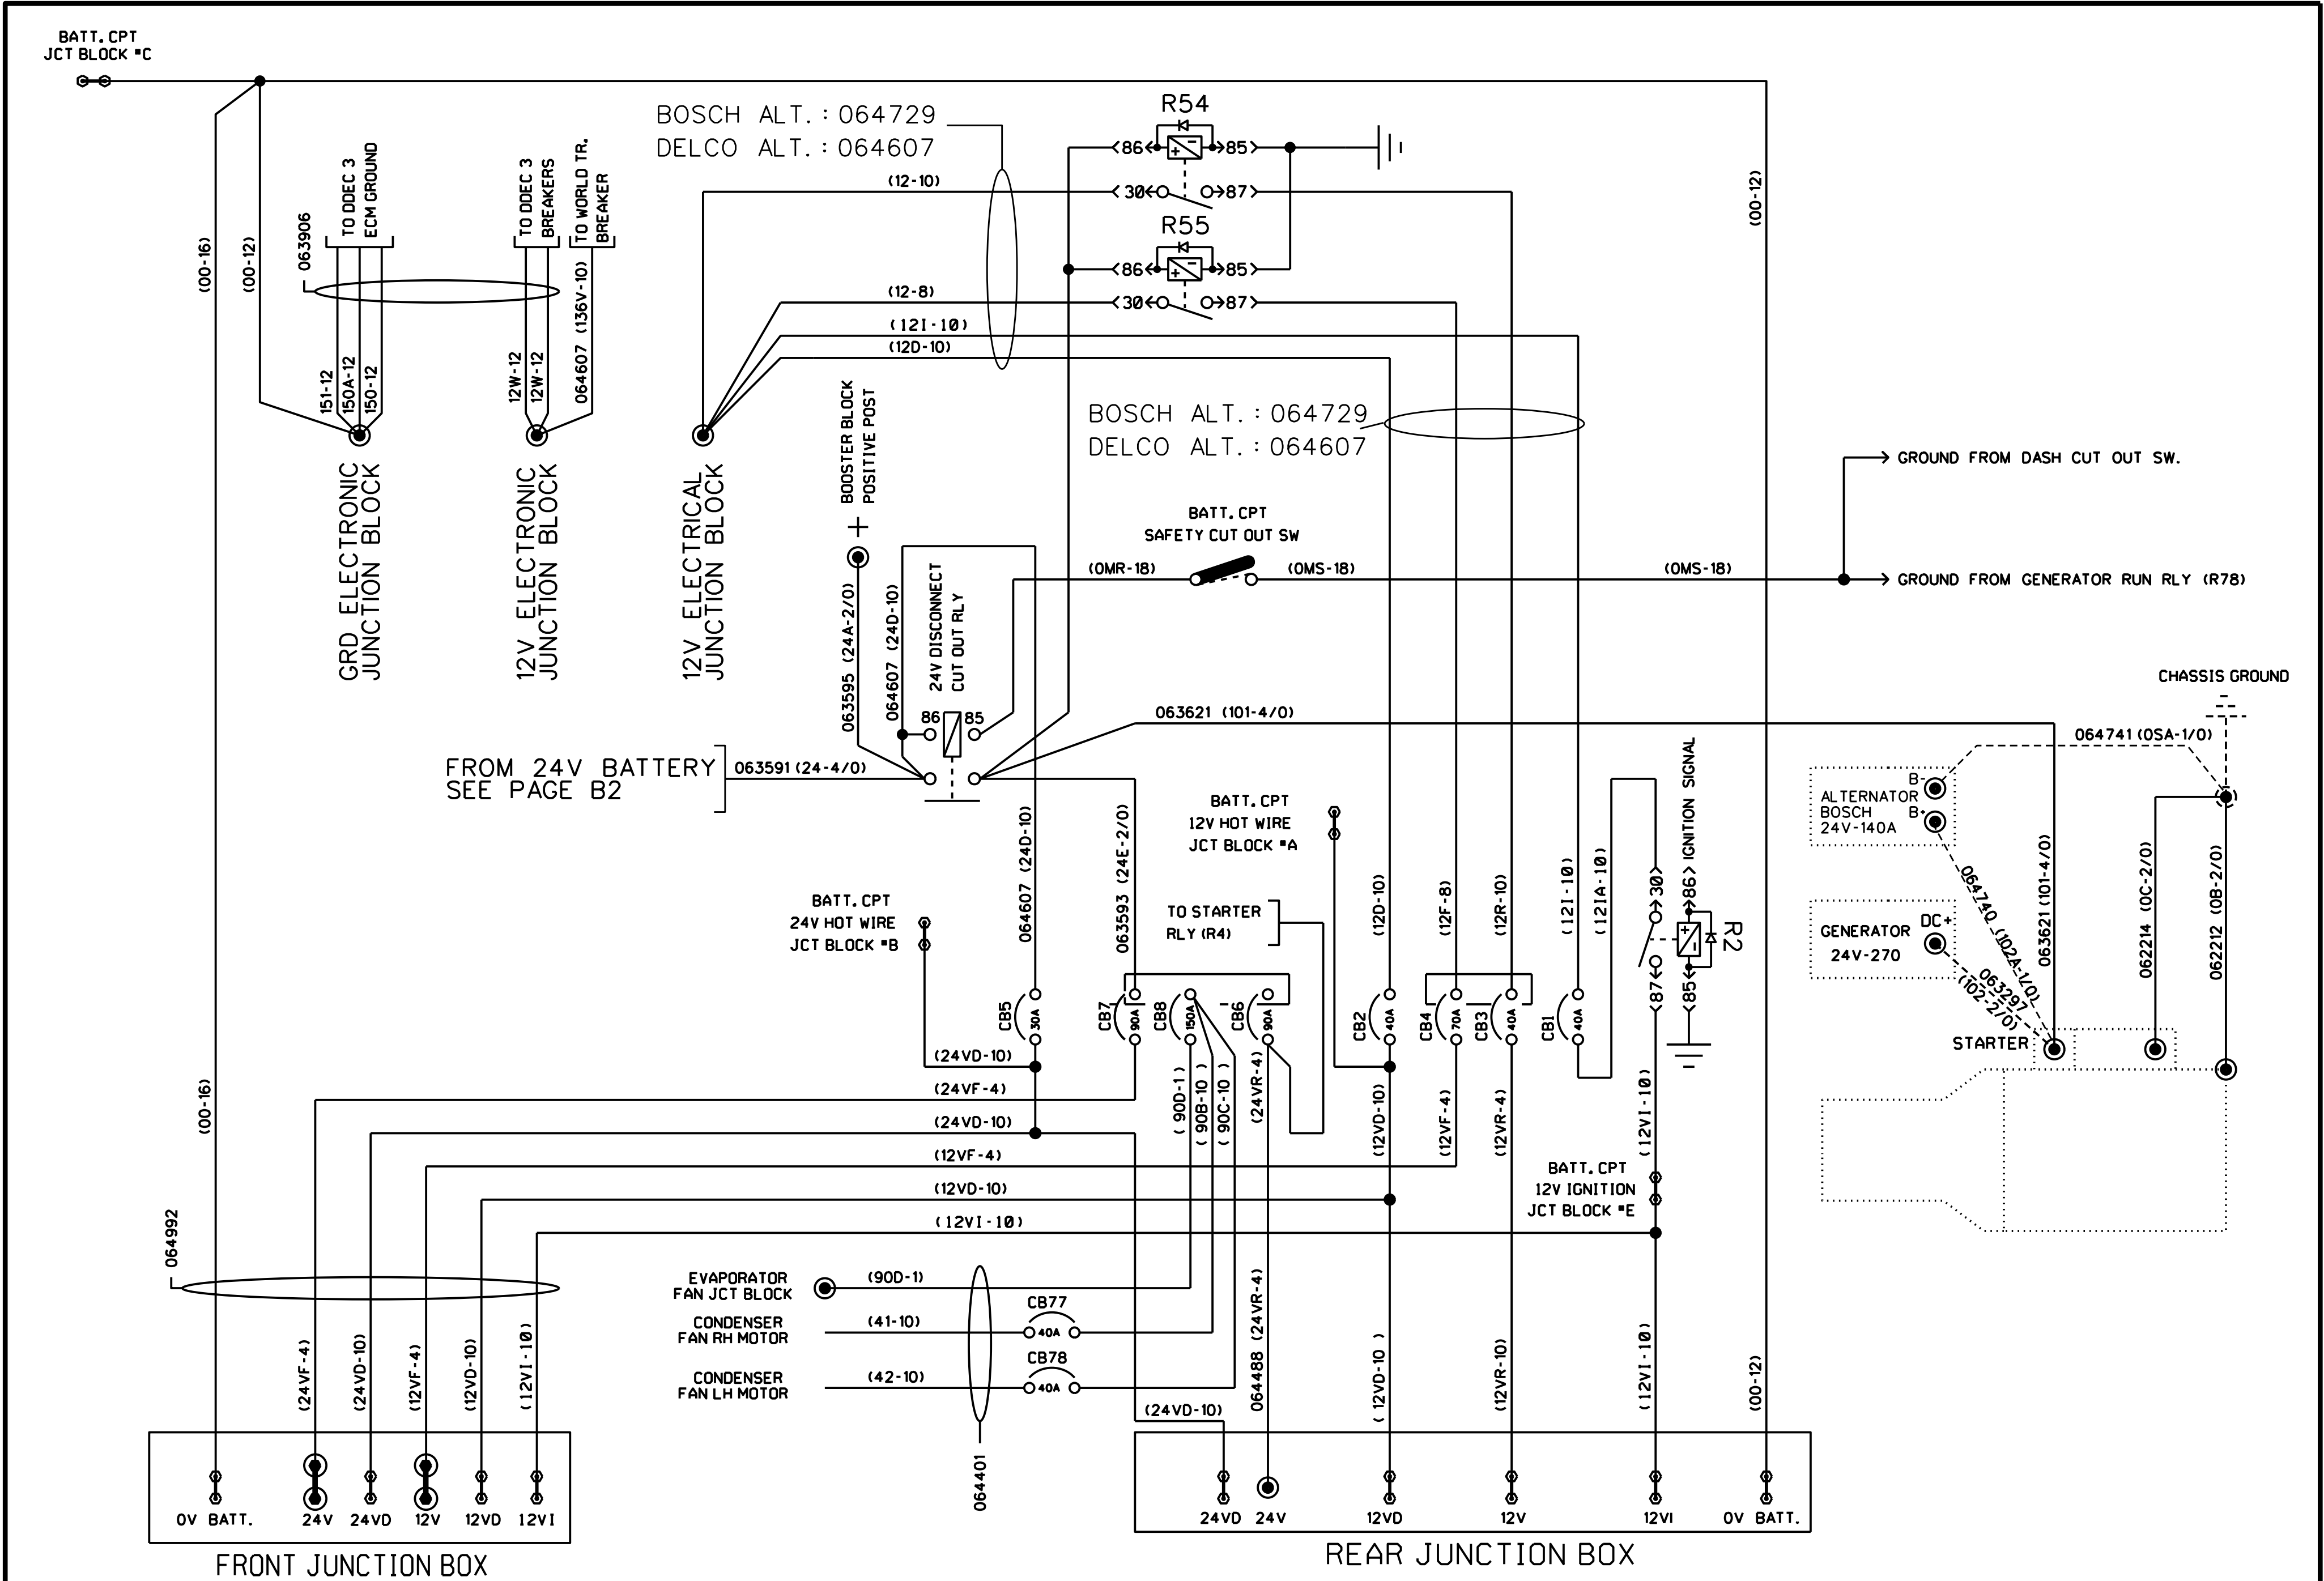 BATT. CPT
JCT BLOCK "C
BOSCH ALT. : 064729
DELCO ALT. : 064607
R54
86
85
(12-10)
30
87
R55
86
85
(12-8)
30
87
(12I-10)
(12D-10)
(00-16)
(00-12)
063906
TO DDEC 3
ECM GROUND
TO DDEC 3
BREAKERS
TO WORLD TR.
BREAKER
151-12
150A-12
150-12
12W-12
12W-12
064607 (136V-10)
(00-12)
GRD ELECTRONIC
JUNCTION BLOCK
12V ELECTRONIC
JUNCTION BLOCK
12V ELECTRICAL
JUNCTION BLOCK
BOOSTER BLOCK
POSITIVE POST
+
BOSCH ALT. : 064729
DELCO ALT. : 064607
GROUND FROM DASH CUT OUT SW.
BATT. CPT
SAFETY CUT OUT SW
(0MR-18)
(0MS-18)
(0MS-18)
GROUND FROM GENERATOR RUN RLY (R78)
063595 (24A-2/0)
064607 (24D-10)
24V DISCONNECT
CUT OUT RLY
86
85
FROM 24V BATTERY
SEE PAGE B2
063591 (24-4/0)
063621 (101-4/0)
CHASSIS GROUND
064741 (0SA-1/0)
ALTERNATOR
BOSCH
24V-140A
B-
B+
GENERATOR
24V-270
DC+
064740 (102A-1/0)
063297
(102-2/0)
063621 (101-4/0)
062214 (0C-2/0)
062212 (0B-2/0)
STARTER
BATT. CPT
12V HOT WIRE
JCT BLOCK "A
BATT. CPT
24V HOT WIRE
JCT BLOCK "B
TO STARTER
RLY (R4)
064607 (24D-10)
063593 (24E-2/0)
(12D-10)
(12F-8)
(12R-10)
(12I-10)
(12IA-10)
30
86
IGNITION SIGNAL
R2
87
85
CB5
30A
CB7
90A
CB8
150A
CB6
90A
CB2
40A
CB4
70A
CB3
40A
CB1
40A
(24VD-10)
(24VF-4)
(24VD-10)
(12VF-4)
(12VD-10)
(12VI-10)
(90D-1)
(90B-10)
(90C-10)
(24VR-4)
(12VD-10)
(12VF-4)
(12VR-4)
(12VI-10)
(00-16)
BATT. CPT
12V IGNITION
JCT BLOCK "E
064992
EVAPORATOR
FAN JCT BLOCK
(90D-1)
CONDENSER
FAN RH MOTOR
(41-10)
CB77
40A
CONDENSER
FAN LH MOTOR
(42-10)
CB78
40A
064401
(24VF-4)
(24VD-10)
(12VF-4)
(12VD-10)
(12VI-10)
(24VD-10)
064488 (24VR-4)
(12VD-10)
(12VR-10)
(12VI-10)
(00-12)
0V BATT.
24V
24VD
12V
12VD
12VI
FRONT JUNCTION BOX
24VD
24V
12VD
12V
12VI
0V BATT.
REAR JUNCTION BOX